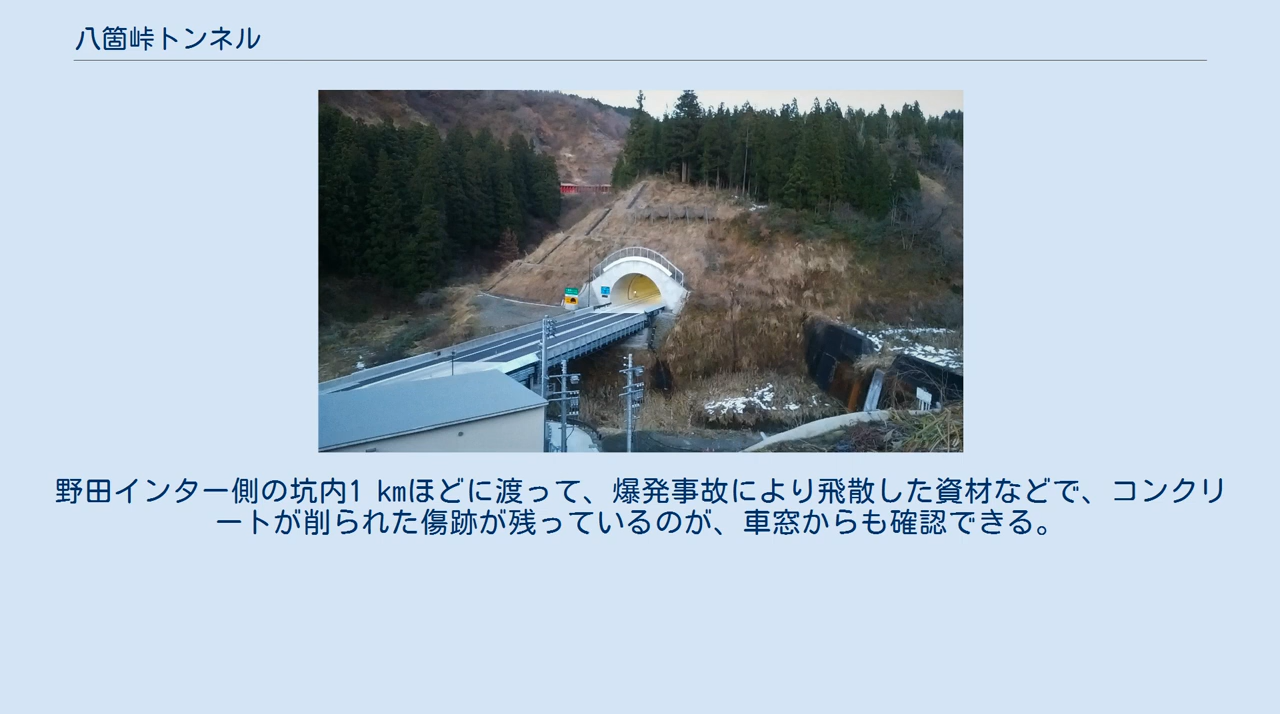 八箇峠トンネル
野田インター側の坑内1 kmほどに渡って、爆発事故により飛散した資材などで、コンクリ
ートが削られた傷跡が残っているのが、車窓からも確認できる。